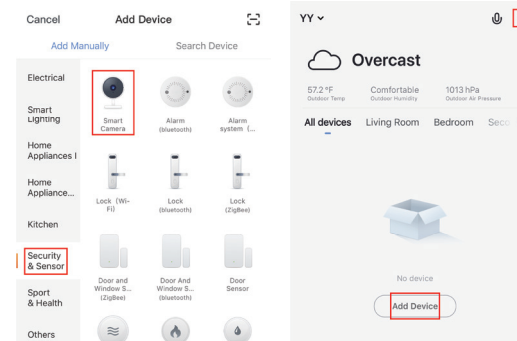 Cancel Add Device
Add Manually Search Device
Electrical
Smart
Lighting
Home
Appliances I
Home
Appliance...
Kitchen
Security
& Sensor
Sport
& Health
Others
Smart
Camera
Alarm
(bluetooth)
Alarm
system (...
Lock (Wi-
Fi)
Lock
(bluetooth)
Lock
(ZigBee)
Door and
Window S...
(ZigBee)
Door And
Window S...
(bluetooth)
Door
Sensor
YY
Overcast
57.2 °F Comfortable 1013 hPa
Outdoor Temp Outdoor Humidity Outdoor Air Pressure
All devices Living Room Bedroom Secu
No device
Add Device